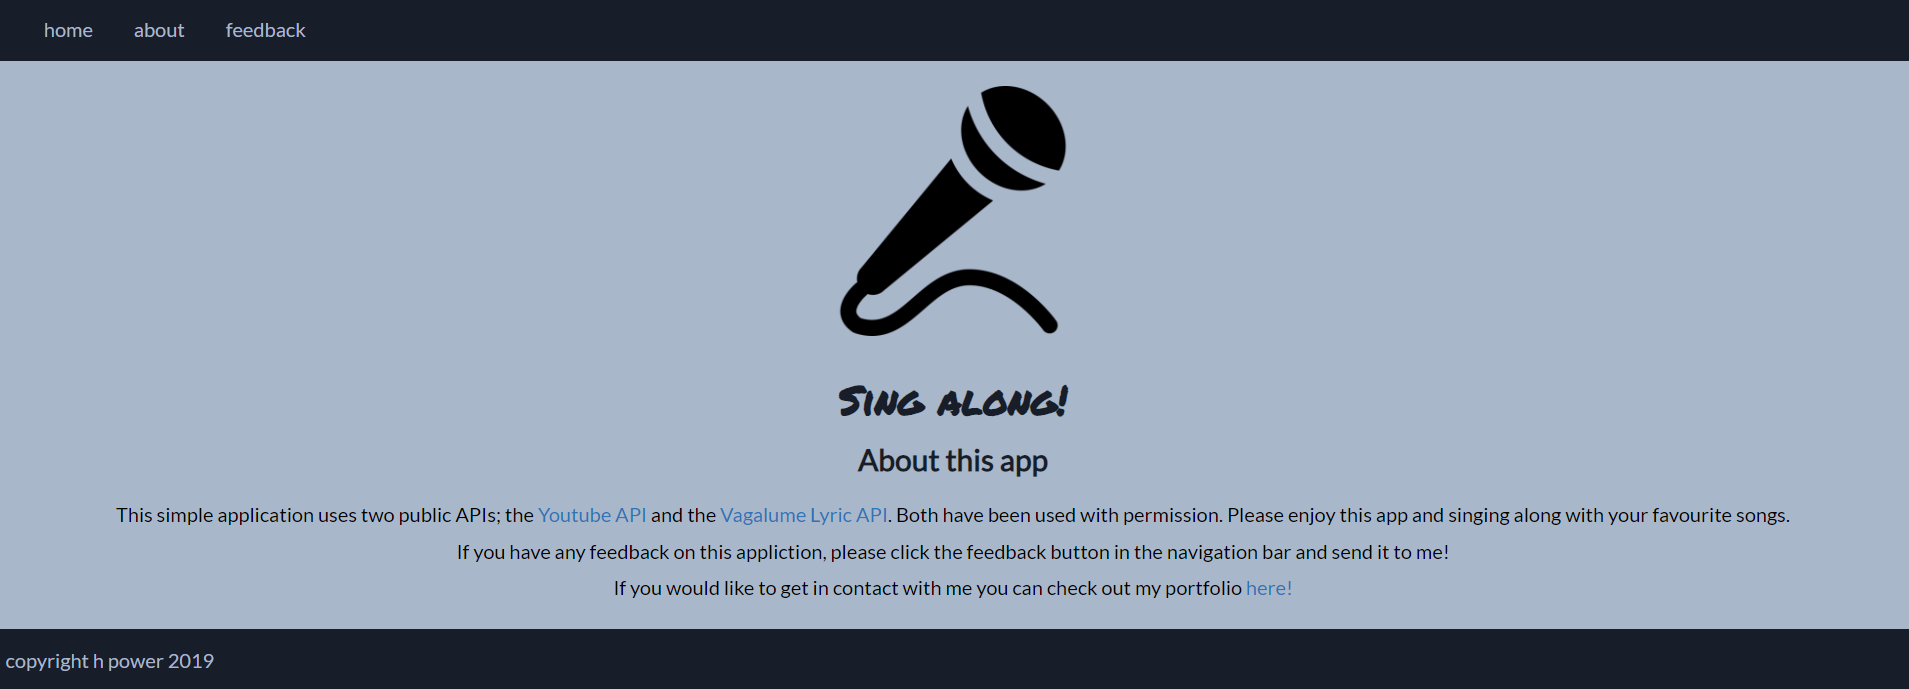 home about feedback
Sing along!
About this app
This simple application uses two public APIs; the Youtube API and the Vagalume Lyric API. Both have been used with permission. Please enjoy this app and singing along with your favourite songs.
If you have any feedback on this appliction, please click the feedback button in the navigation bar and send it to me!
If you would like to get in contact with me you can check out my portfolio here!
copyright h power 2019